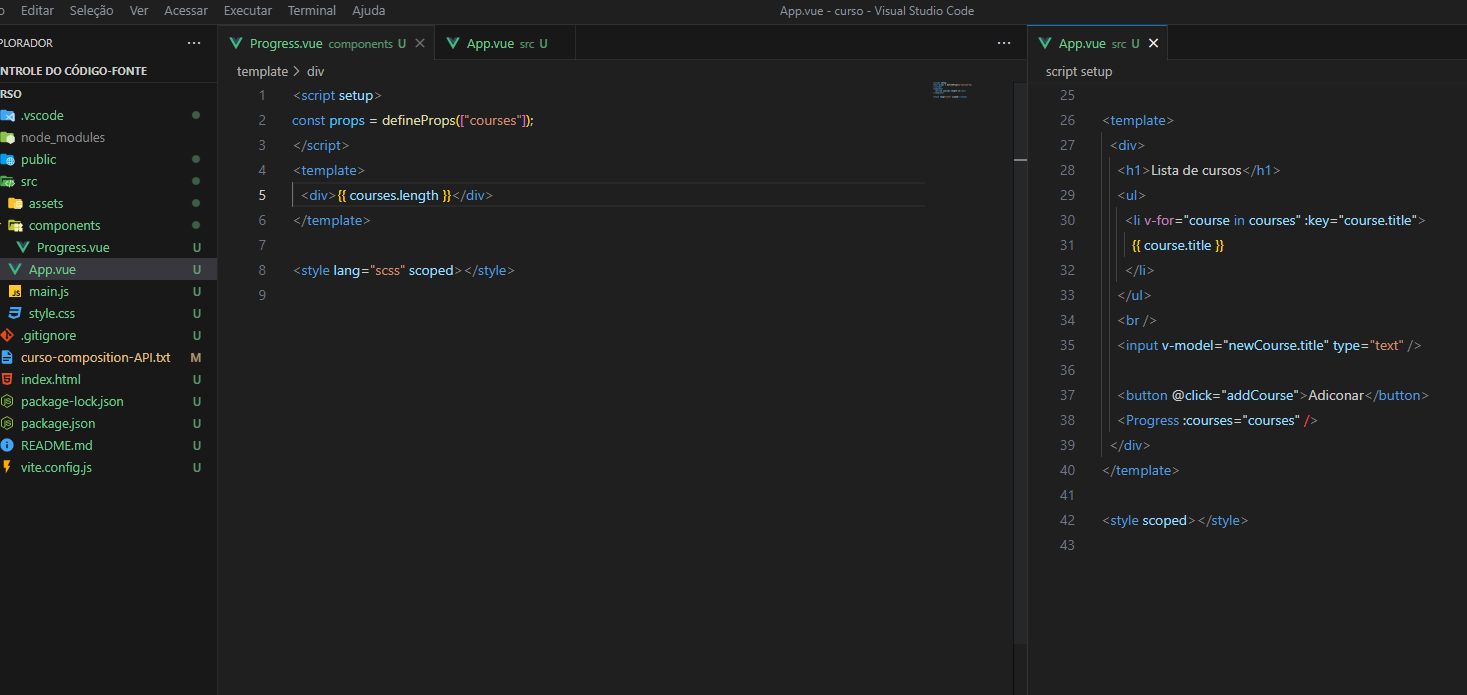 Editar Seleção Ver Acessar Executar Terminal Ajuda
App.vue - curso - Visual Studio Code
PLORADOR
NTROLE DO CÓDIGO-FONTE
RSO
.vscode
node_modules
public
src
assets
components
Progress.vue U
App.vue U
main.js U
style.css U
.gitignore U
curso-composition-API.txt M
index.html U
package-lock.json U
package.json U
README.md U
vite.config.js U
Progress.vue components U
App.vue src U
template > div
1 <script setup>
2 const props = defineProps(["courses"]);
3 </script>
4 <template>
5 <div>{{ courses.length }}</div>
6 </template>
7
8 <style lang="scss" scoped></style>
9
App.vue src U
script setup
25
26 <template>
27 <div>
28 <h1>Lista de cursos</h1>
29 <ul>
30 <li v-for="course in courses" :key="course.title">
31 {{ course.title }}
32 </li>
33 </ul>
34 <br />
35 <input v-model="newCourse.title" type="text" />
36
37 <button @click="addCourse">Adiconar</button>
38 <Progress :courses="courses" />
39 </div>
40 </template>
41
42 <style scoped></style>
43